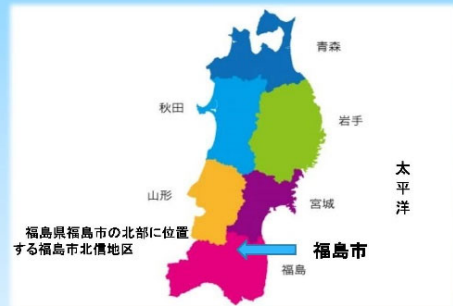 青森
秋田
岩手
太平洋
山形
宮城
福島県福島市の北部に位置
する福島市北信地区
福島市
福島